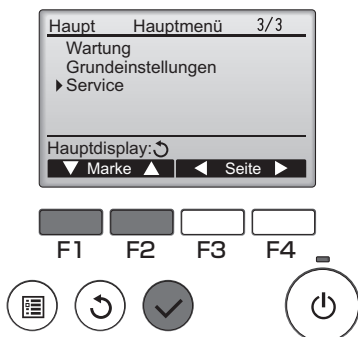 Haupt Hauptmenü 3/3
Wartung
Grundeinstellungen
Service
Hauptdisplay:
Marke Seite
F1 F2 F3 F4